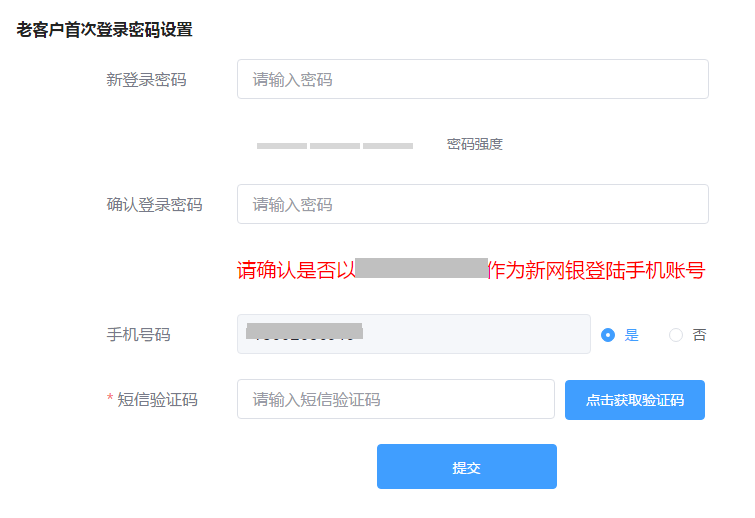 老客户首次登录密码设置
新登录密码 请输入密码
密码强度
确认登录密码 请输入密码
请确认是否以 作为新网银登陆手机账号
手机号码 是 否
* 短信验证码 请输入短信验证码 点击获取验证码
提交